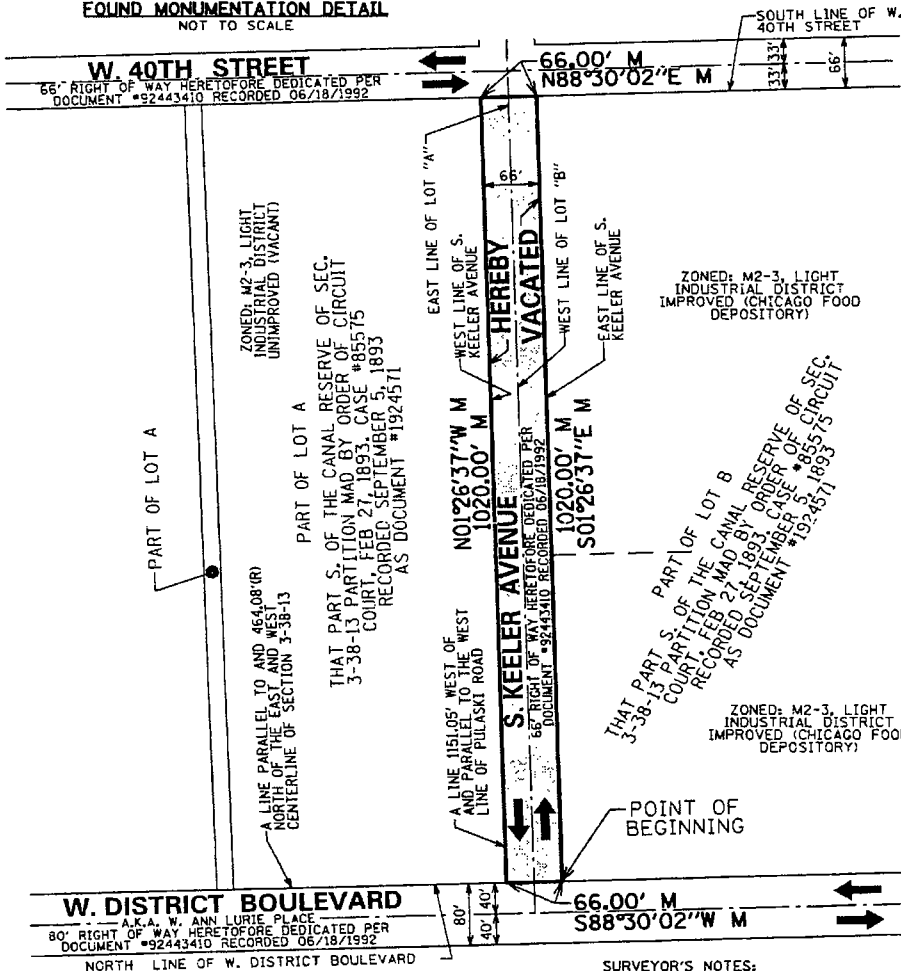 FOUND MONUMENTATION DETAIL
NOT TO SCALE
SOUTH LINE OF W.
40TH STREET
W. 40TH STREET
66' RIGHT OF WAY HERETOFORE DEDICATED PER
DOCUMENT #92443410 RECORDED 06/18/1992
66.00' M
N88°30'02"E M
33'
33'
66'
PART OF LOT A
ZONED: M2-3, LIGHT
INDUSTRIAL DISTRICT
UNIMPROVED (VACANT)
PART OF LOT A
THAT PART S. OF THE CANAL RESERVE OF SEC.
3-38-13 PARTITION MAD BY ORDER OF CIRCUIT
COURT, FEB 27, 1893, CASE #85575
RECORDED SEPTEMBER 5, 1893
AS DOCUMENT #1924571
A LINE PARALLEL TO AND 464.08'(R)
NORTH OF THE EAST AND WEST
CENTERLINE OF SECTION 3-38-13
EAST LINE OF LOT "A"
WEST LINE OF S.
KEELER AVENUE
66'
HEREBY
VACATED
WEST LINE OF LOT "B"
EAST LINE OF S.
KEELER AVENUE
N01°26'37"W M
1020.00' M
1020.00' M
S01°26'37"E M
S. KEELER AVENUE
66' RIGHT OF WAY HERETOFORE DEDICATED PER
DOCUMENT #92443410 RECORDED 06/18/1992
A LINE 1151.05' WEST OF
AND PARALLEL TO THE WEST
LINE OF PULASKI ROAD
ZONED: M2-3, LIGHT
INDUSTRIAL DISTRICT
IMPROVED (CHICAGO FOOD
DEPOSITORY)
PART OF LOT B
THAT PART S. OF THE CANAL RESERVE OF SEC.
3-38-13 PARTITION MAD BY ORDER OF CIRCUIT
COURT, FEB 27, 1893, CASE #85575
RECORDED SEPTEMBER 5, 1893
AS DOCUMENT #1924571
ZONED: M2-3, LIGHT
INDUSTRIAL DISTRICT
IMPROVED (CHICAGO FOO
DEPOSITORY)
POINT OF
BEGINNING
W. DISTRICT BOULEVARD
A.K.A. W. ANN LURIE PLACE
80' RIGHT OF WAY HERETOFORE DEDICATED PER
DOCUMENT #92443410 RECORDED 06/18/1992
80'
40'
40'
66.00' M
S88°30'02"W M
NORTH LINE OF W. DISTRICT BOULEVARD
SURVEYOR'S NOTES: